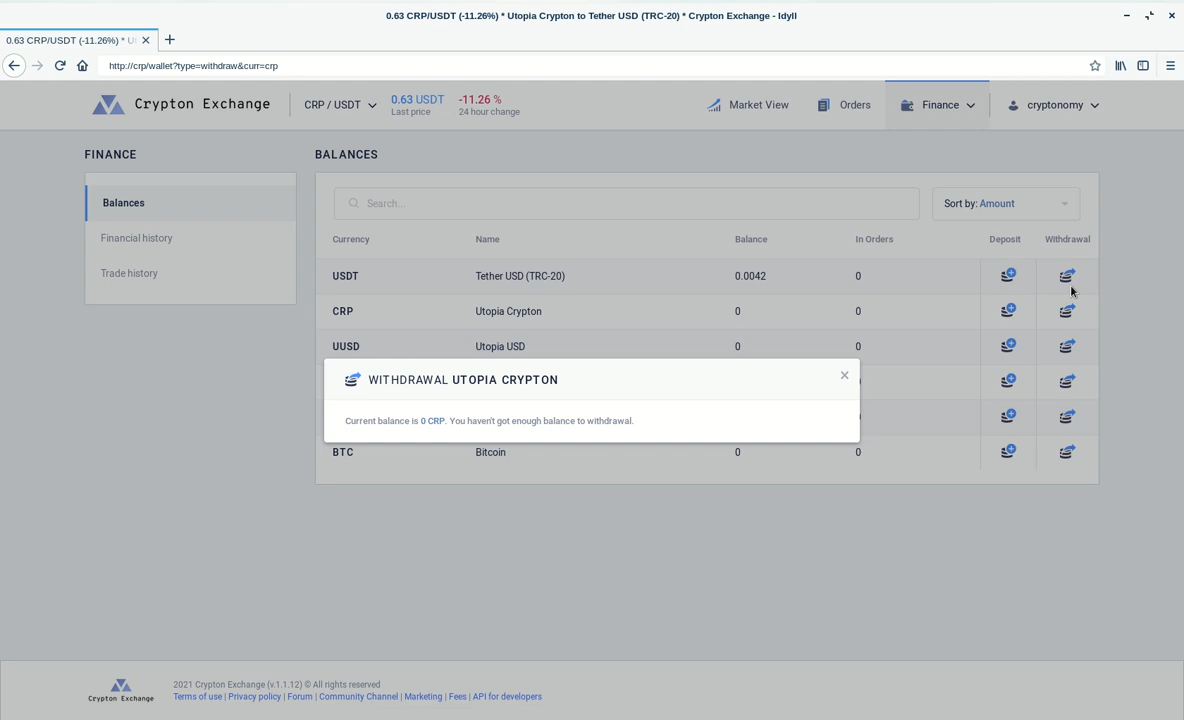 0.63 CRP/USDT (-11.26%) * Utopia Crypton to Tether USD (TRC-20) * Crypton Exchange - Idyll
0.63 CRP/USDT (-11.26%) * U
http://crp/wallet?type=withdraw&curr=crp
Crypton Exchange
CRP / USDT
0.63 USDT
Last price
-11.26 %
24 hour change
Market View
Orders
Finance
cryptonomy
FINANCE
Balances
Financial history
Trade history
BALANCES
Search...
Sort by: Amount
Currency Name Balance In Orders Deposit Withdrawal
USDT Tether USD (TRC-20) 0.0042 0
CRP Utopia Crypton 0 0
UUSD Utopia USD 0 0
WITHDRAWAL UTOPIA CRYPTON
Current balance is 0 CRP. You haven't got enough balance to withdrawal.
BTC Bitcoin 0 0
Crypton Exchange
2021 Crypton Exchange (v.1.1.12) © All rights reserved
Terms of use | Privacy policy | Forum | Community Channel | Marketing | Fees | API for developers